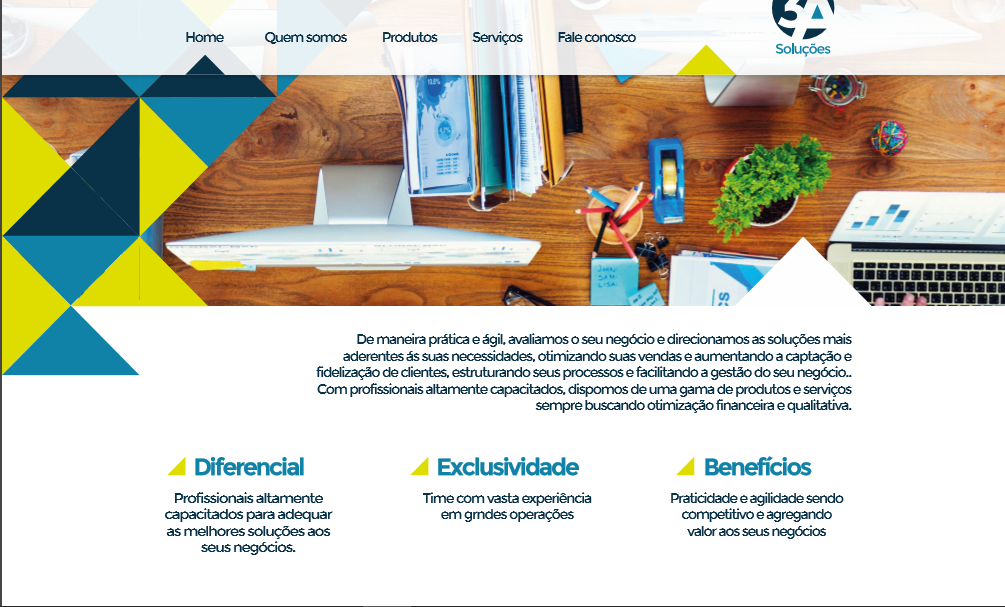 Home
Quem somos
Produtos
Serviços
Fale conosco
3A
Soluções
JOHN
SAM
LISA
De maneira prática e ágil, avaliamos o seu negócio e direcionamos as soluções mais
aderentes ás suas necessidades, otimizando suas vendas e aumentando a captação e
fidelização de clientes, estruturando seus processos e facilitando a gestão do seu negócio..
Com profissionais altamente capacitados, dispomos de uma gama de produtos e serviços
sempre buscando otimização financeira e qualitativa.
Diferencial
Profissionais altamente
capacitados para adequar
as melhores soluções aos
seus negócios.
Exclusividade
Time com vasta experiência
em grndes operações
Benefícios
Praticidade e agilidade sendo
competitivo e agregando
valor aos seus negócios